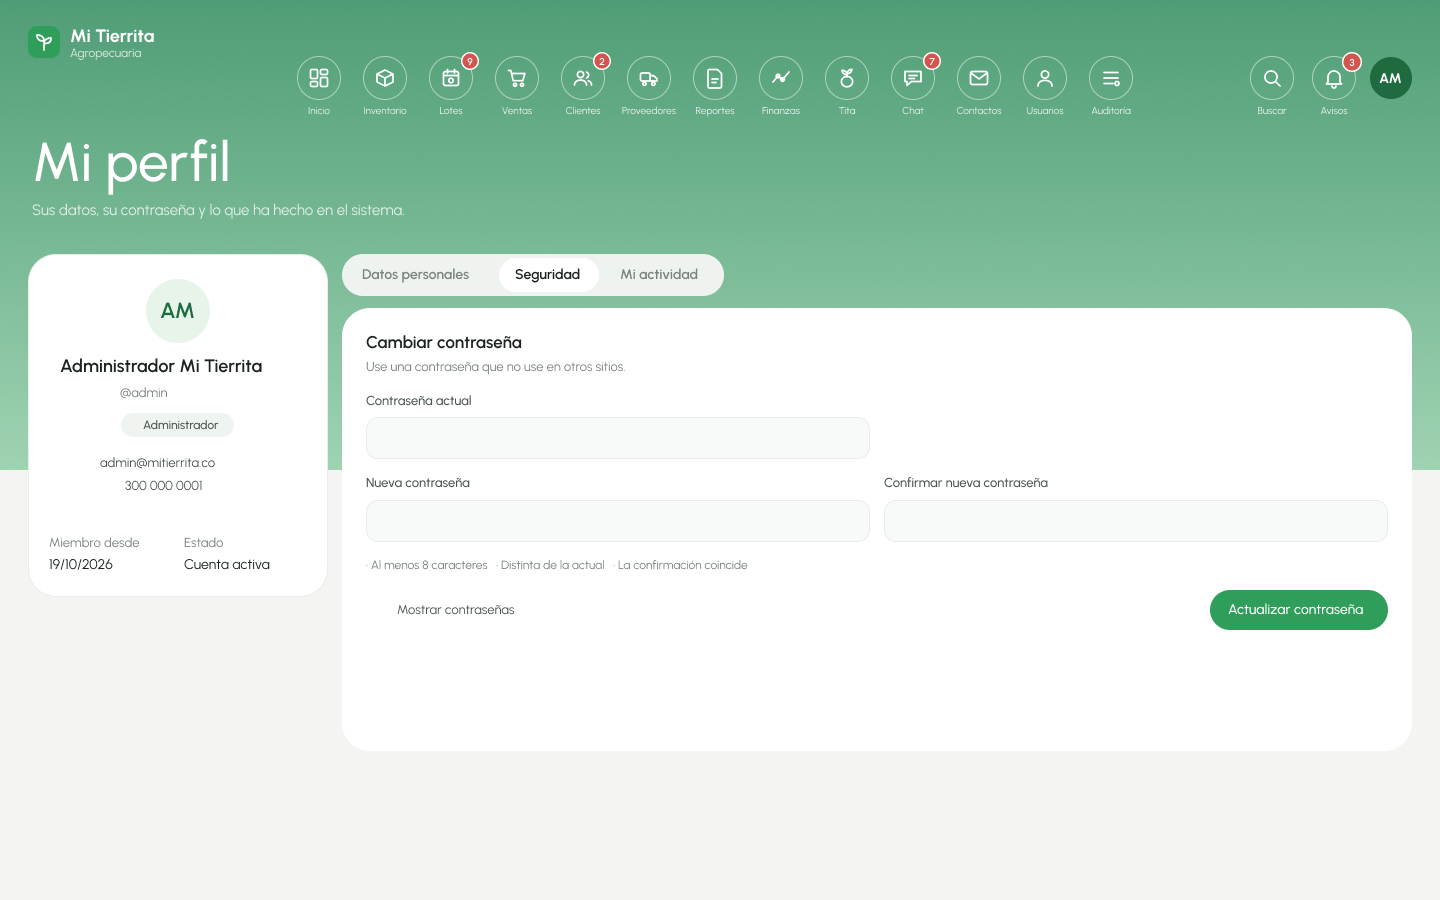 Mi Tierrita
Agropecuaria
9
2
7
3
AM
Inicio
Inventario
Lotes
Ventas
Clientes
Proveedores
Reportes
Finanzas
Tita
Chat
Contactos
Usuarios
Auditoría
Buscar
Avisos
Mi perfil
Sus datos, su contraseña y lo que ha hecho en el sistema.
AM
Administrador Mi Tierrita
@admin
Administrador
admin@mitierrita.co
300 000 0001
Miembro desde
Estado
19/10/2026
Cuenta activa
Datos personales
Seguridad
Mi actividad
Cambiar contraseña
Use una contraseña que no use en otros sitios.
Contraseña actual
Nueva contraseña
Confirmar nueva contraseña
· Al menos 8 caracteres · Distinta de la actual · La confirmación coincide
Mostrar contraseñas
Actualizar contraseña